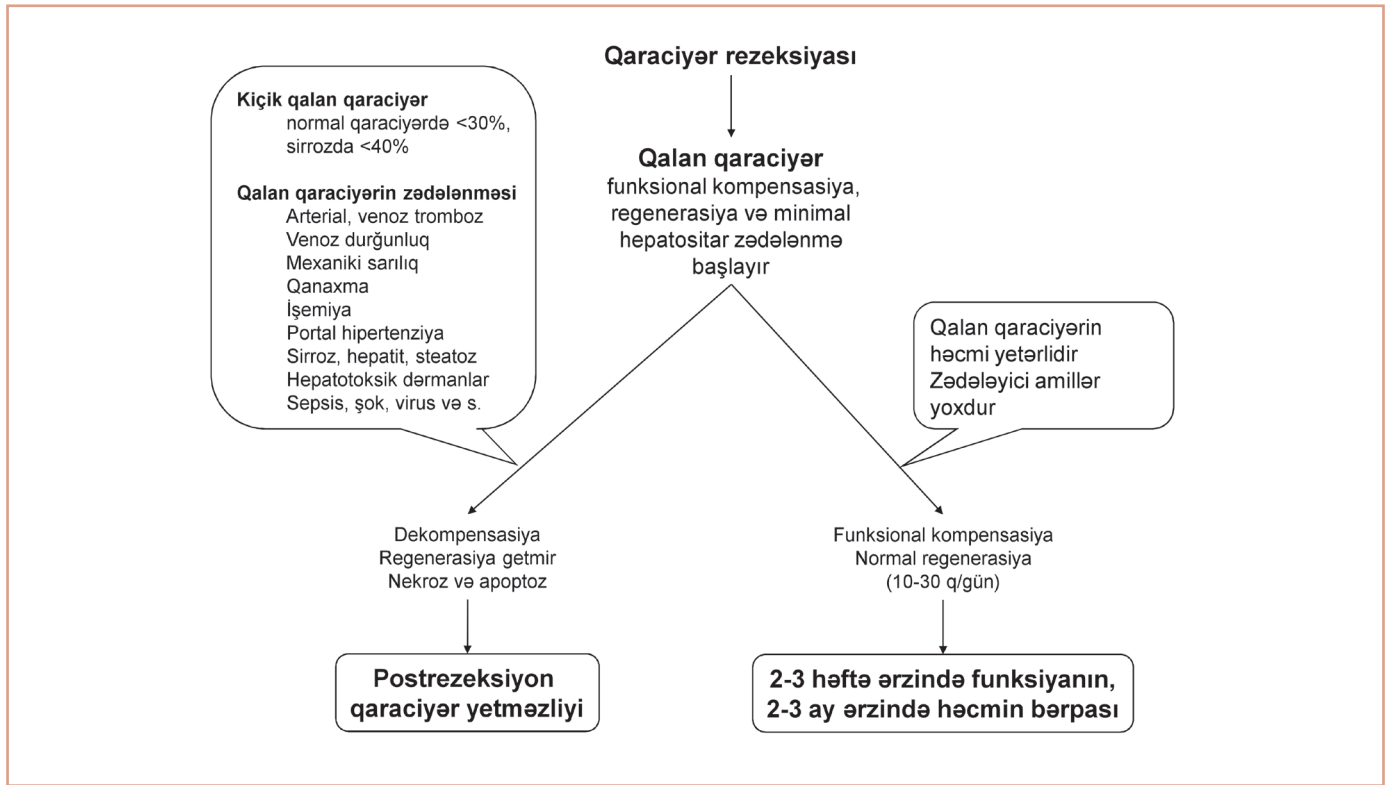 Qaraciyər rezeksiyası
Kiçik qalan qaraciyər
normal qaraciyərdə <30%,
sirrozda <40%
Qalan qaraciyərin zədələnməsi
Arterial, venoz tromboz
Venoz durğunluq
Mexaniki sarılıq
Qanaxma
İşemiya
Portal hipertenziya
Sirroz, hepatit, steatoz
Hepatotoksik dərmanlar
Sepsis, şok, virus və s.
Qalan qaraciyər
funksional kompensasiya,
regenerasiya və minimal
hepatositar zədələnmə
başlayır
Qalan qaraciyərin
həcmi yetərlidir
Zədələyici amillər
yoxdur
Dekompensasiya
Regenerasiya getmir
Nekroz və apoptoz
Funksional kompensasiya
Normal regenerasiya
(10-30 q/gün)
Postrezeksiyon
qaraciyər yetməzliyi
2-3 həftə ərzində funksiyanın,
2-3 ay ərzində həcmin bərpası